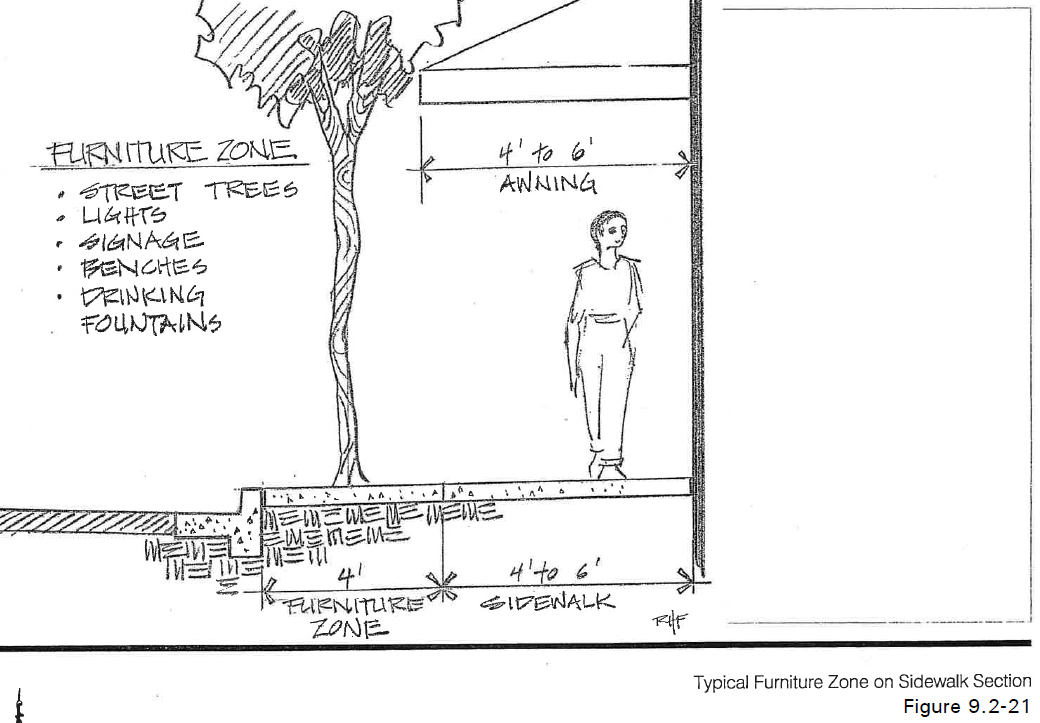 FURNITURE ZONE
• STREET TREES
• LIGHTS
• SIGNAGE
• BENCHES
• DRINKING
FOUNTAINS
4' to 6'
AWNING
4'
FURNITURE
ZONE
4' to 6'
SIDEWALK
RHF
Typical Furniture Zone on Sidewalk Section
Figure 9.2-21